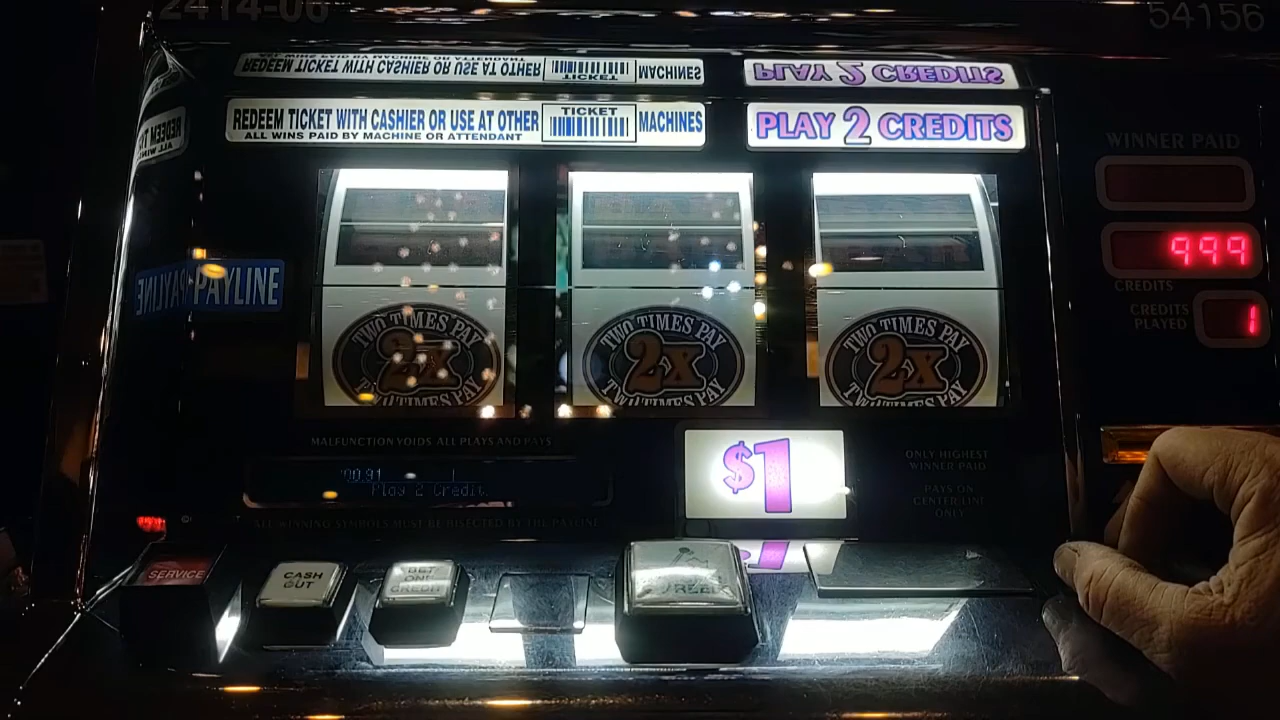 2414-06
54156
REDEEM TICKET WITH CASHIER OR USE AT OTHER TICKET MACHINES
ALL WINS PAID BY MACHINE OR ATTENDANT
PLAY 2 CREDITS
WINNER PAID
999
CREDITS
CREDITS
PLAYED
1
PAYLINE
TWO TIMES PAY
2x
TWO TIMES PAY
TWO TIMES PAY
2x
TWO TIMES PAY
TWO TIMES PAY
2x
TWO TIMES PAY
MALFUNCTION VOIDS ALL PLAYS AND PAYS
Play 2 Credit
$1
ONLY HIGHEST
WINNER PAID
PAYS ON
CENTER LINE
ONLY
ALL WINNING SYMBOLS MUST BE BISECTED BY THE PAYLINE
SERVICE
CASH
OUT
BET
ONE
CREDIT